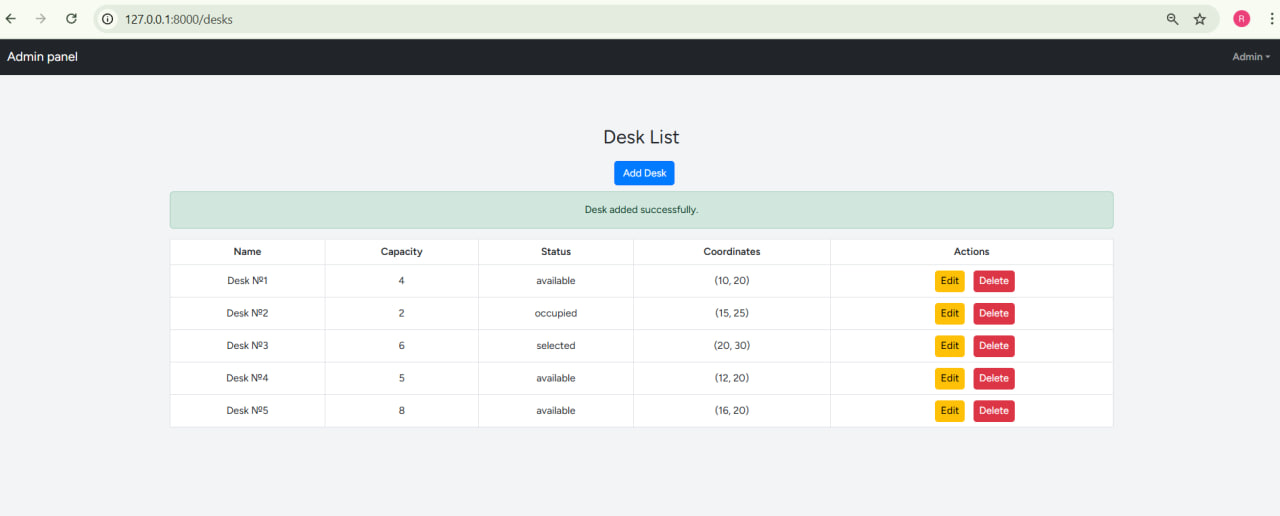 127.0.0.1:8000/desks
R
Admin panel
Admin
Desk List
Add Desk
Desk added successfully.
Name Capacity Status Coordinates Actions
Desk №1 4 available (10, 20) Edit Delete
Desk №2 2 occupied (15, 25) Edit Delete
Desk №3 6 selected (20, 30) Edit Delete
Desk №4 5 available (12, 20) Edit Delete
Desk №5 8 available (16, 20) Edit Delete